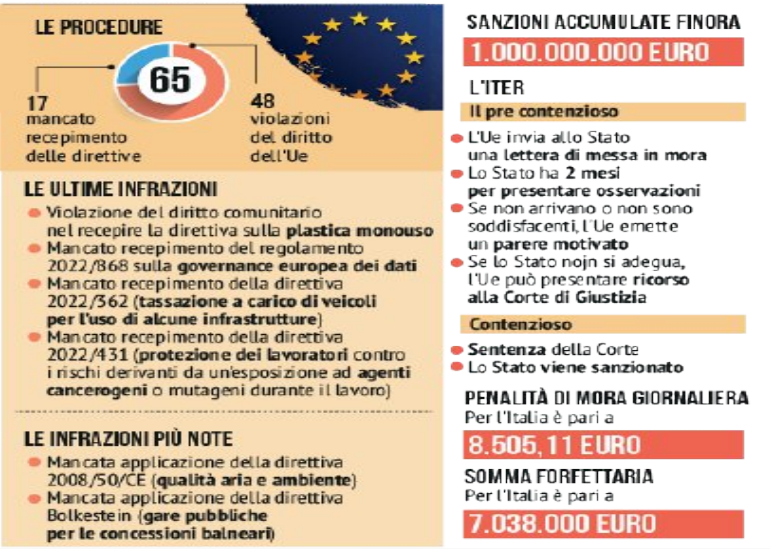 LE PROCEDURE
65
17
mancato
recepimento
delle direttive
48
violazioni
del diritto
dell'Ue
LE ULTIME INFRAZIONI
Violazione del diritto comunitario
nel recepire la direttiva sulla plastica monouso
Mancato recepimento del regolamento
2022/868 sulla governance europea dei dati
Mancato recepimento della direttiva
2022/362 (tassazione a carico di veicoli
per l'uso di alcune infrastrutture)
Mancato recepimento della direttiva
2022/431 (protezione dei lavoratori contro
i rischi derivanti da un'esposizione ad agenti
cancerogeni o mutageni durante il lavoro)
LE INFRAZIONI PIÙ NOTE
Mancata applicazione della direttiva
2008/50/CE (qualità aria e ambiente)
Mancata applicazione della direttiva
Bolkestein (gare pubbliche
per le concessioni balneari)
SANZIONI ACCUMULATE FINORA
1.000.000.000 EURO
L'ITER
Il pre contenzioso
L'Ue invia allo Stato
una lettera di messa in mora
Lo Stato ha 2 mesi
per presentare osservazioni
Se non arrivano o non sono
soddisfacenti, l'Ue emette
un parere motivato
Se lo Stato nojn si adegua,
l'Ue può presentare ricorso
alla Corte di Giustizia
Contenzioso
Sentenza della Corte
Lo Stato viene sanzionato
PENALITÀ DI MORA GIORNALIERA
Per l'Italia è pari a
8.505,11 EURO
SOMMA FORFETTARIA
Per l'Italia è pari a
7.038.000 EURO